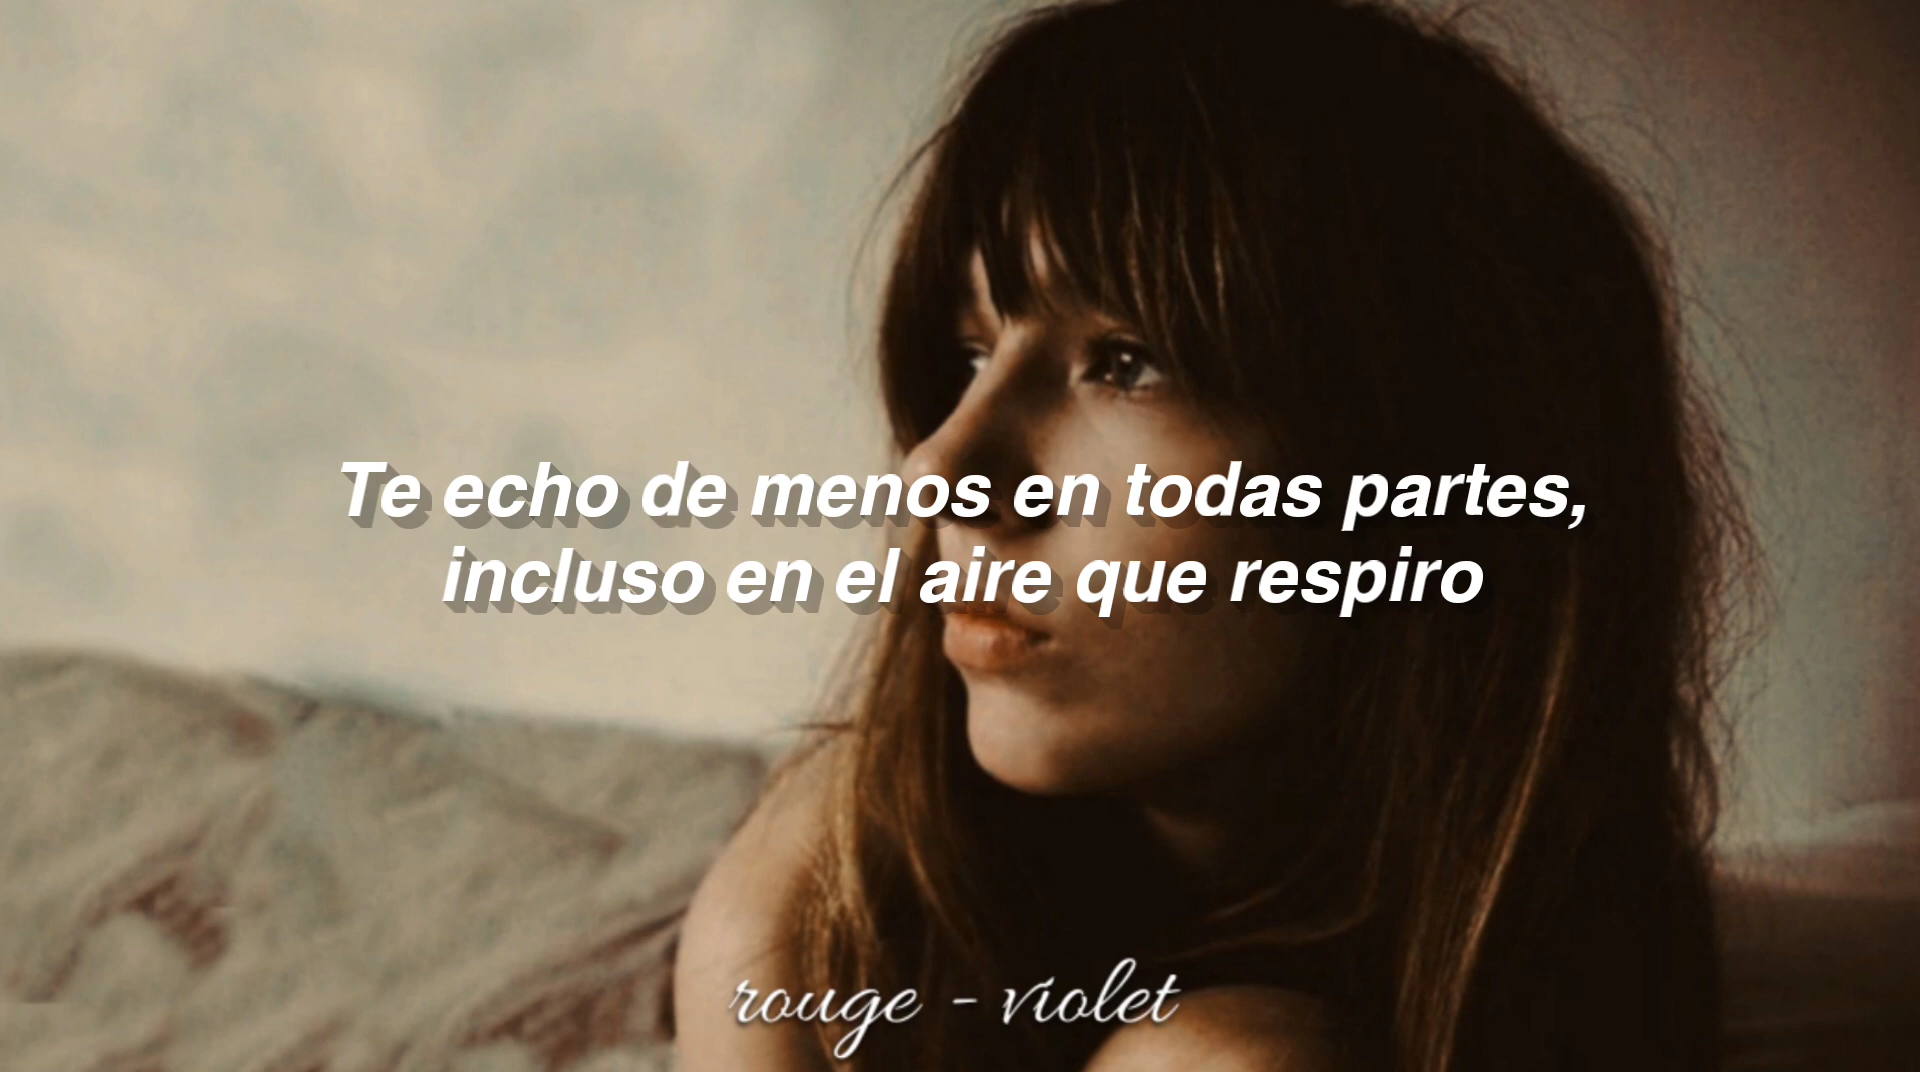 Te echo de menos en todas partes,
incluso en el aire que respiro
rouge - violet